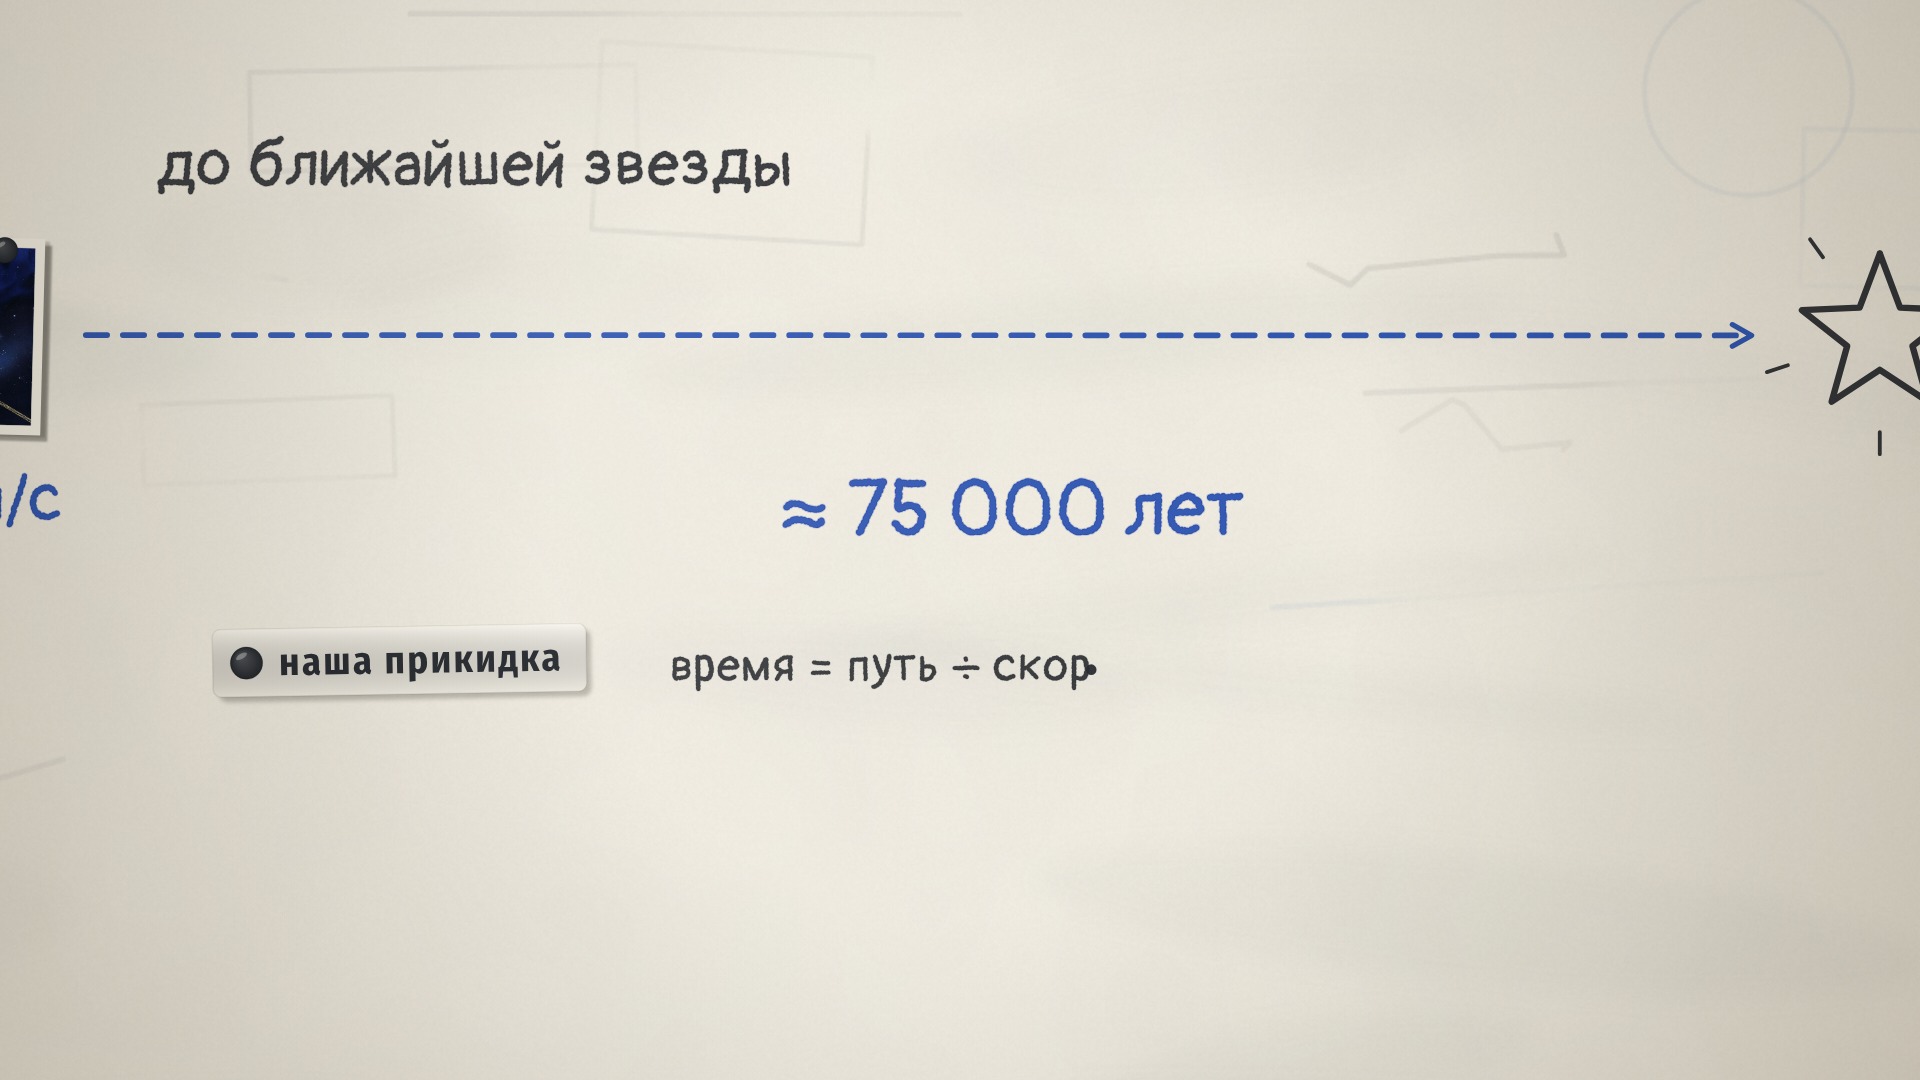 до ближайшей звезды
/с
≈ 75 000 лет
наша прикидка
время = путь ÷ скор